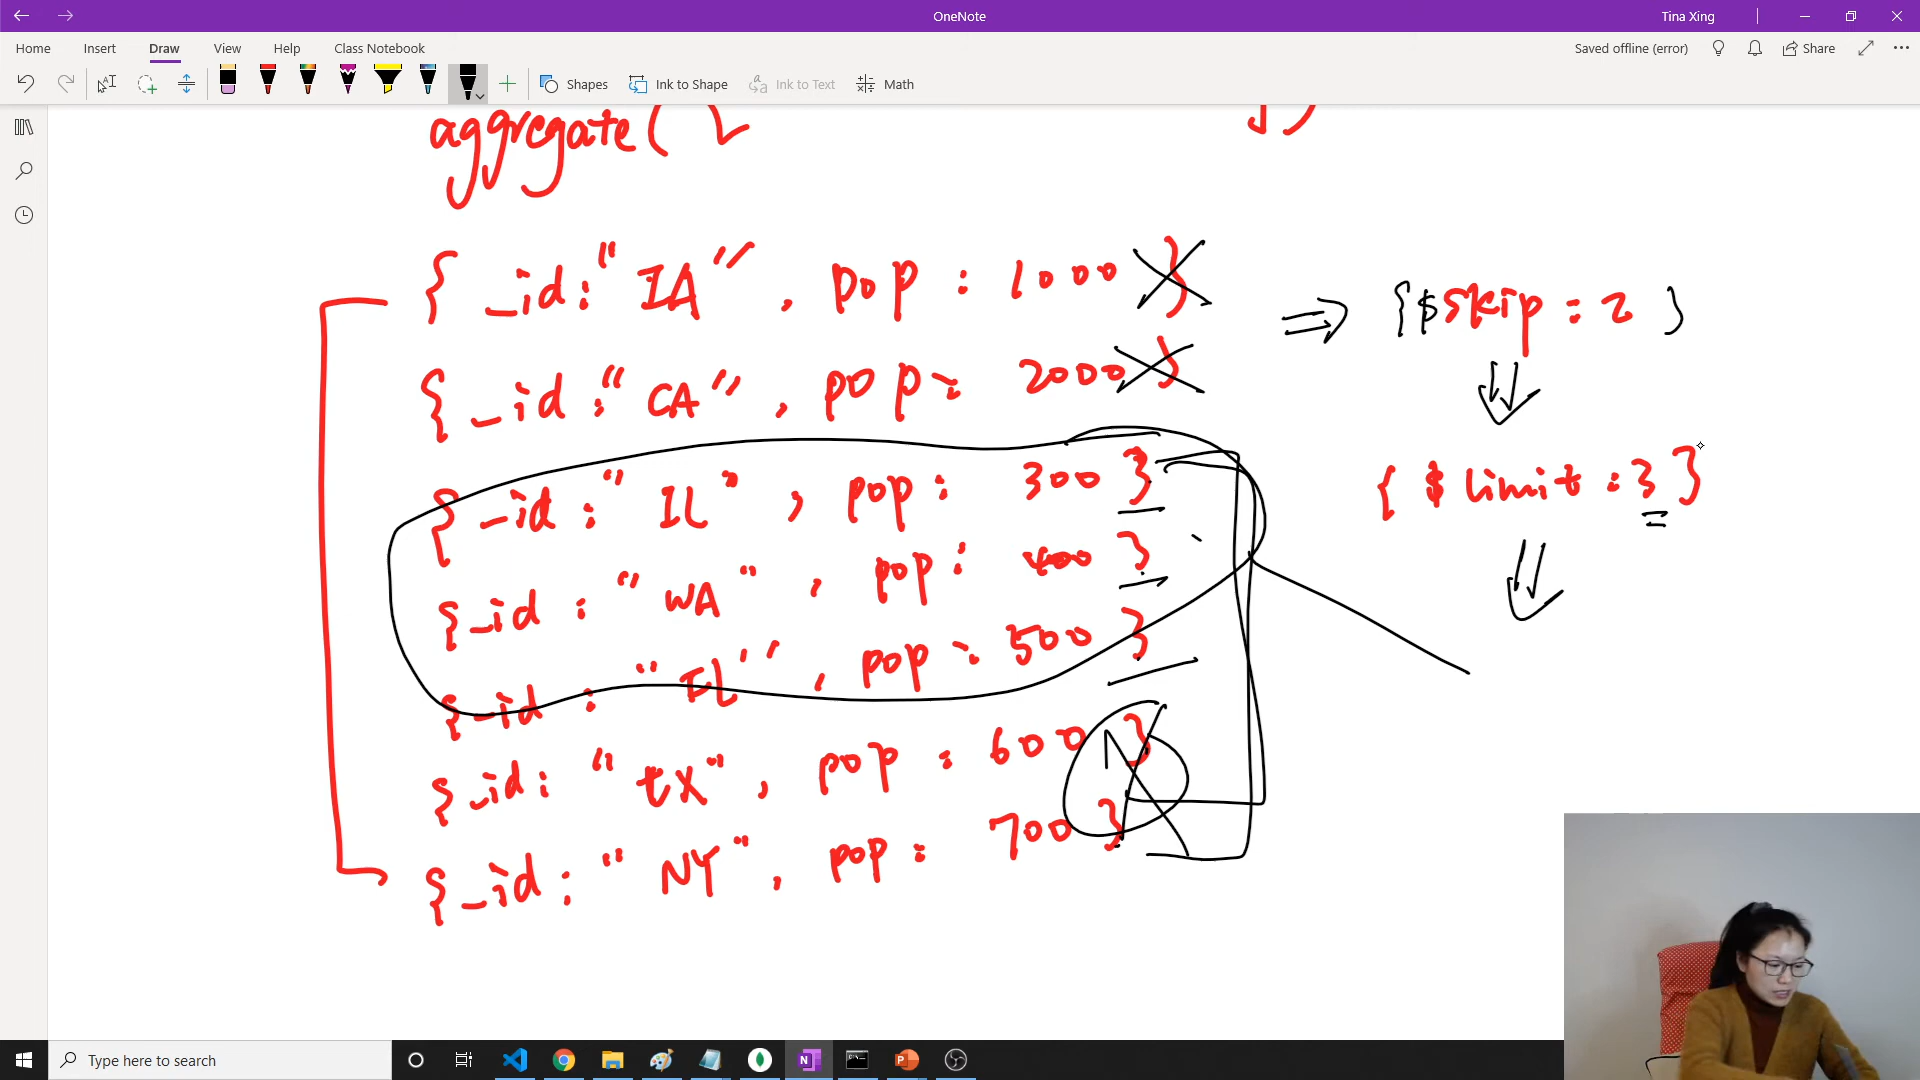 OneNote
Tina Xing
Home Insert Draw View Help Class Notebook
Saved offline (error) Share
Shapes Ink to Shape Ink to Text Math
aggregate( [ ])
{ _id:"IA", pop : 1000 }
{ _id:"CA", pop: 2000 }
{ _id: "IL", pop: 300 }
{ _id : "WA", pop: 400 }
{ _id : "FL", pop : 500 }
{ _id: "tX", pop : 600 }
{ _id: "NY", pop: 700 }
⇒ {$skip : 2 }
{ $ limit : 3 }
Type here to search